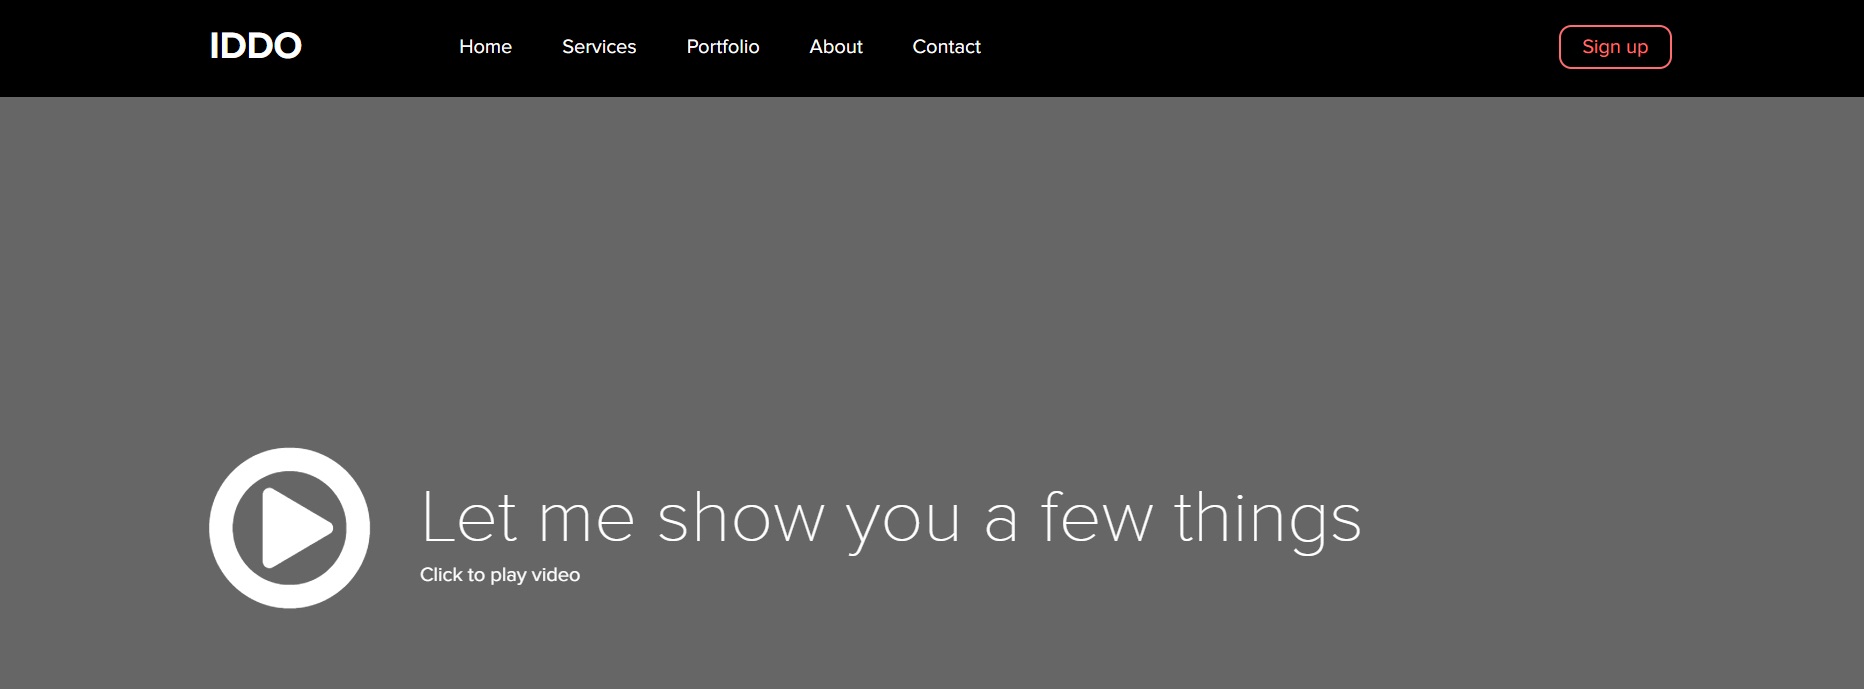 IDDO Home Services Portfolio About Contact Sign up
Let me show you a few things
Click to play video